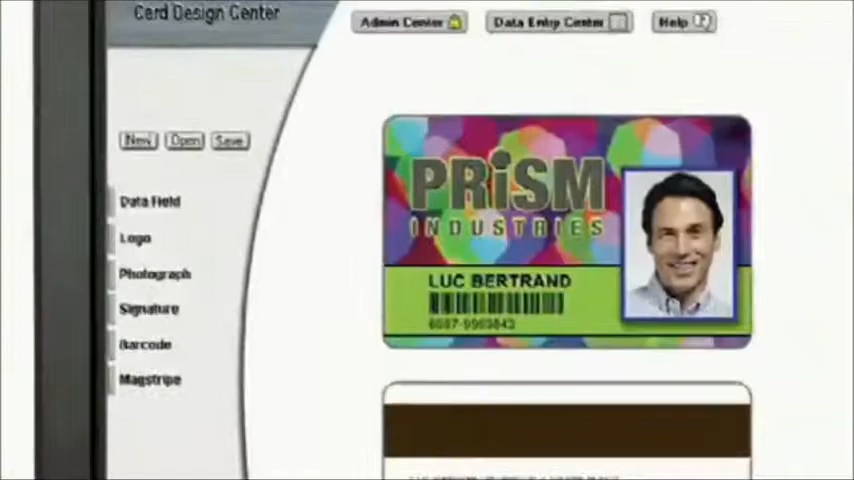 Card Design Center
Admin Center
Data Entry Center
Help
New
Open
Save
Data Field
Logo
Photograph
Signature
Barcode
Magstripe
PRiSM
INDUSTRIES
LUC BERTRAND